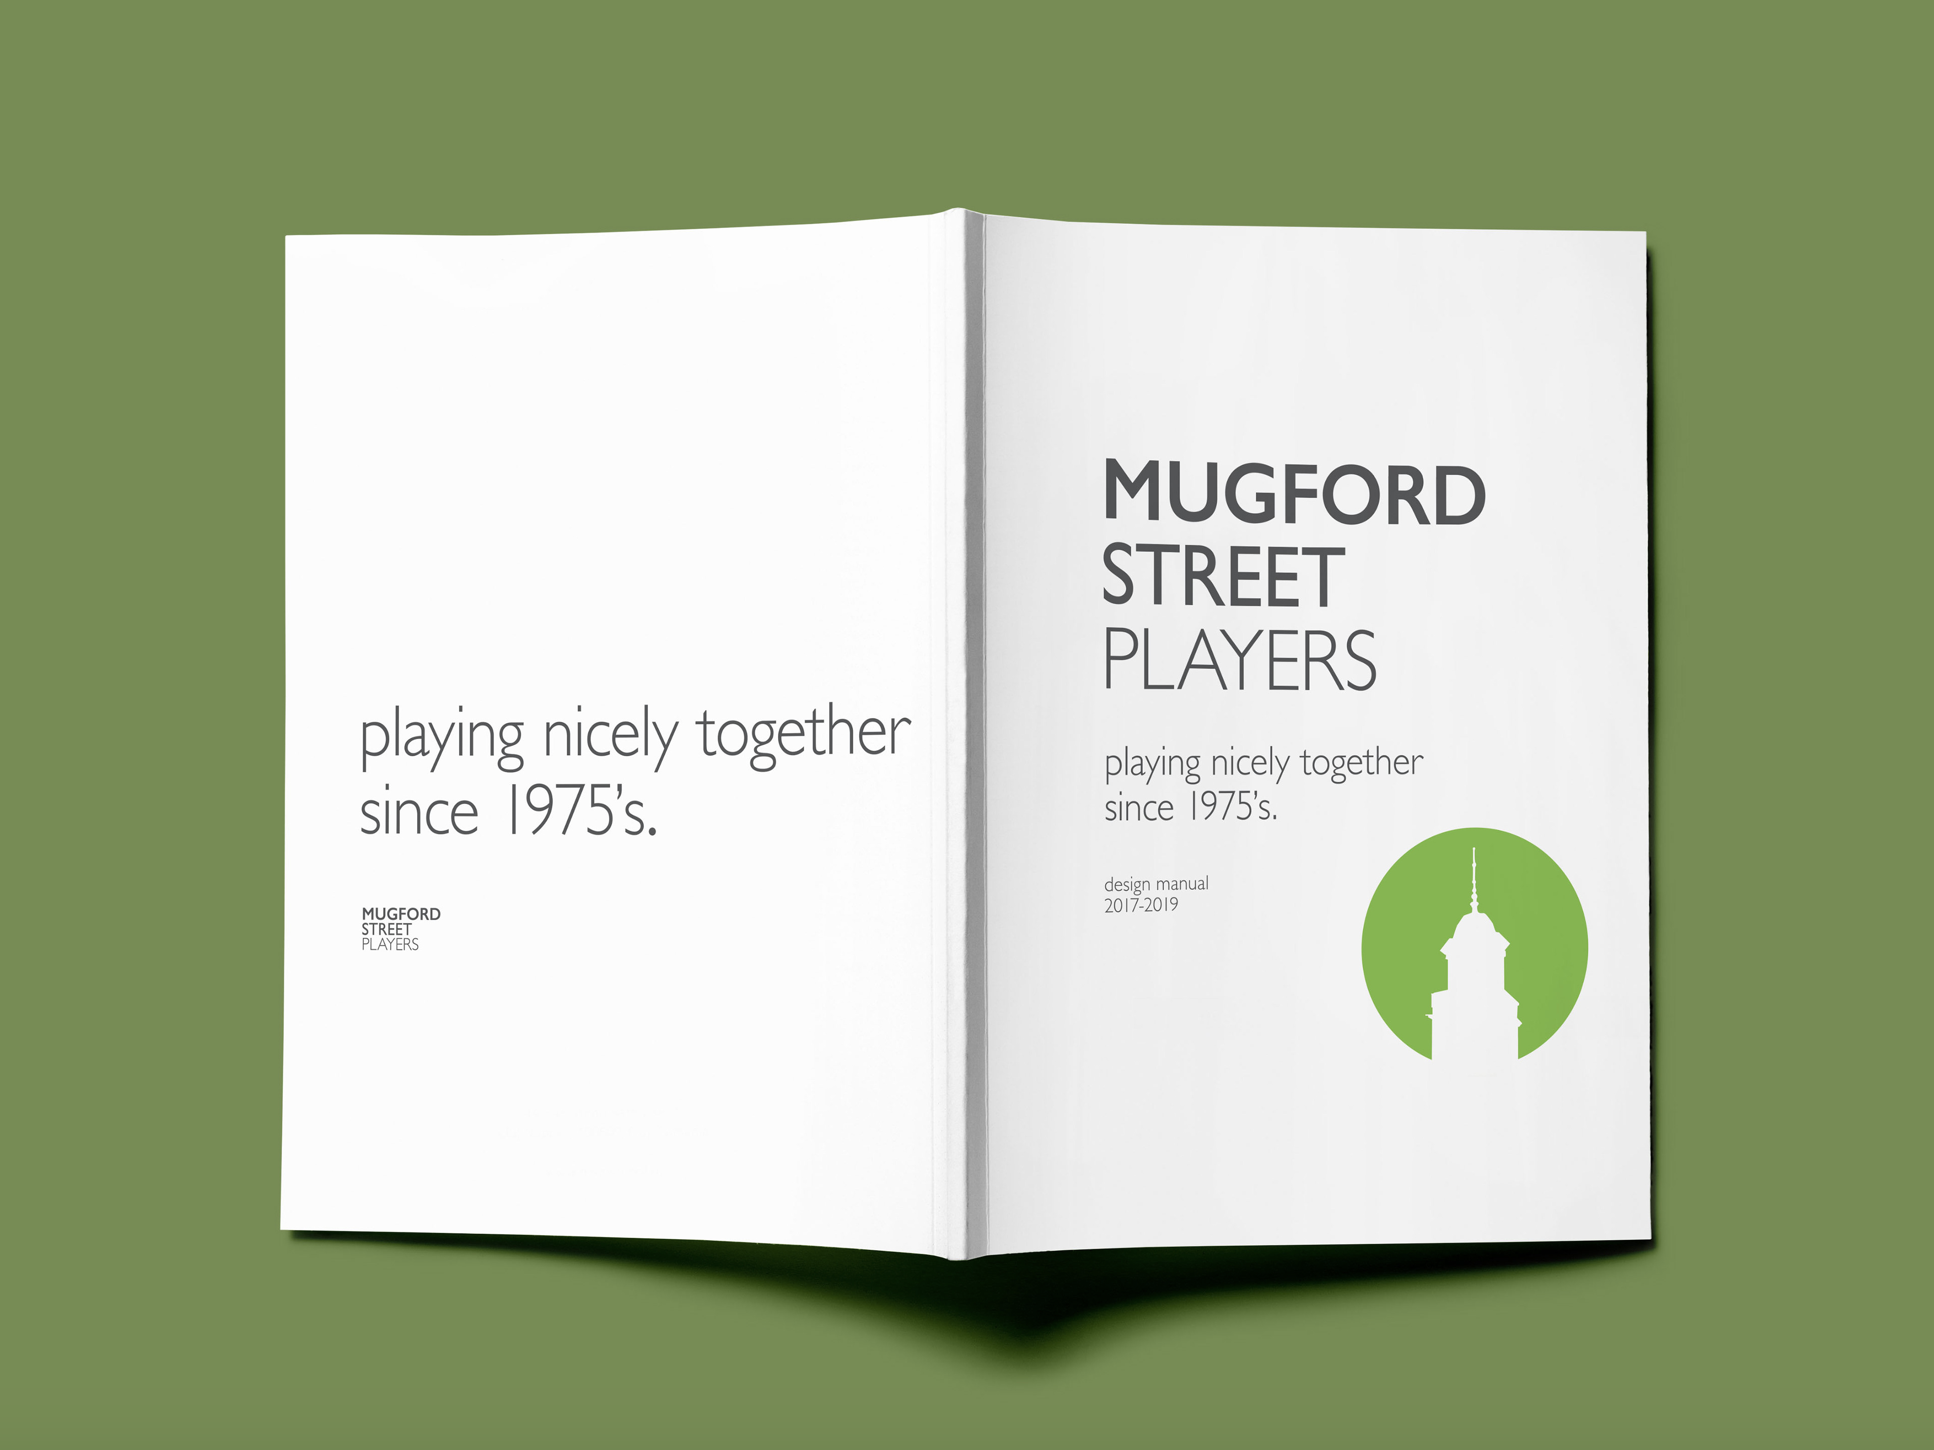 playing nicely together
since 1975’s.
MUGFORD
STREET
PLAYERS
MUGFORD
STREET
PLAYERS
playing nicely together
since 1975’s.
design manual
2017-2019